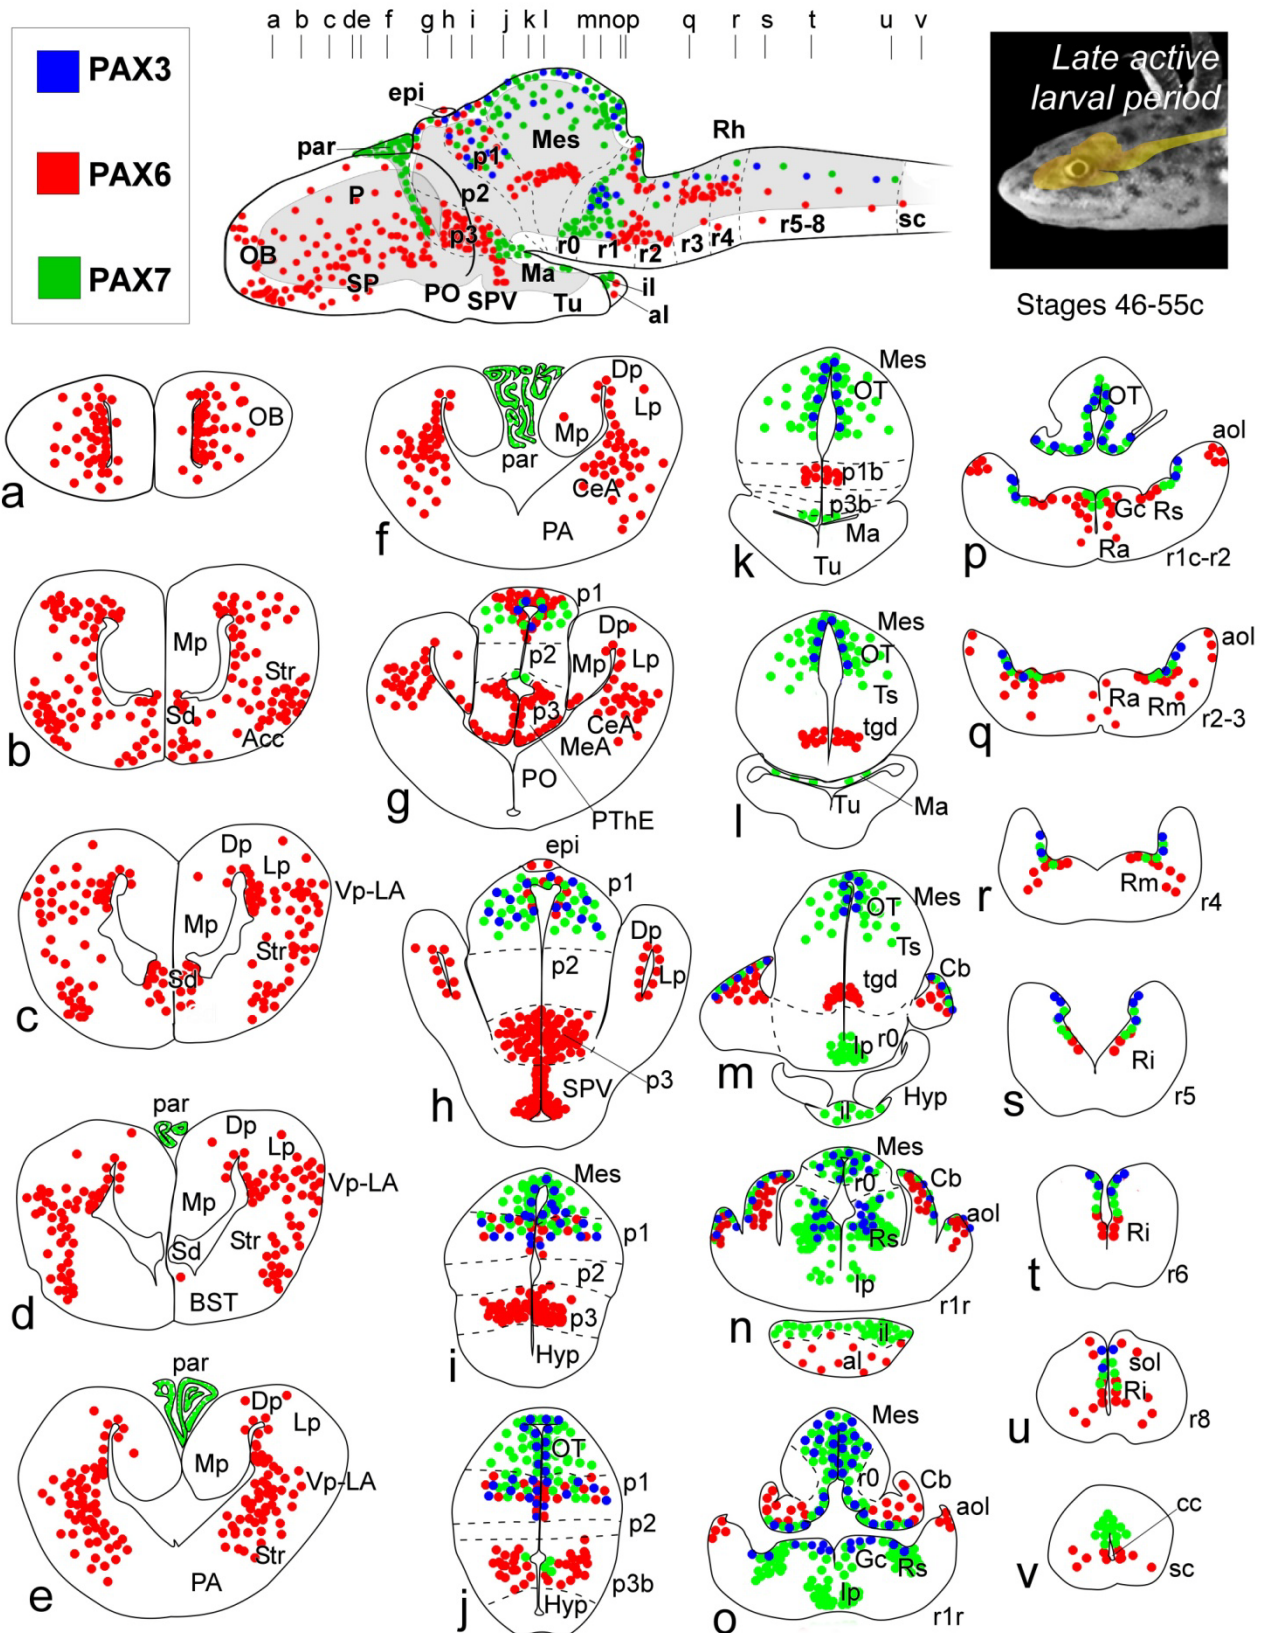 a b c d e f g h i j k l m n o p q r s t u v
PAX3
PAX6
PAX7
epi
par
Mes
Rh
p1
p2
P
p3
OB
SP
PO
SPV
Ma
Tu
r0
r1
r2
r3
r4
r5-8
sc
il
al
Late active
larval period
Stages 46-55c
OB
a
Mp
Str
Sd
Acc
b
Dp
Lp
Vp-LA
Mp
Str
Sd
c
par
Dp
Lp
Vp-LA
Mp
Sd
Str
BST
d
par
Dp
Lp
Mp
Vp-LA
Str
PA
e
Dp
Lp
Mp
par
CeA
PA
f
p1
Dp
p2
Mp
Lp
p3
CeA
MeA
PO
PThE
g
epi
p1
Dp
p2
Lp
p3
SPV
h
Mes
p1
p2
p3
Hyp
i
OT
p1
p2
p3b
Hyp
j
Mes
OT
p1b
p3b
Ma
Tu
k
Mes
OT
Ts
tgd
Tu
Ma
l
Mes
OT
Ts
Cb
tgd
r0
Ip
Hyp
il
m
Mes
r0
Cb
aol
Rs
Ip
r1r
n
il
al
Mes
r0
Cb
aol
Gc
Rs
Ip
r1r
o
OT
aol
Gc
Rs
Ra
r1c-r2
p
aol
Ra
Rm
r2-3
q
Rm
r4
r
Ri
r5
s
Ri
r6
t
sol
Ri
r8
u
cc
sc
v